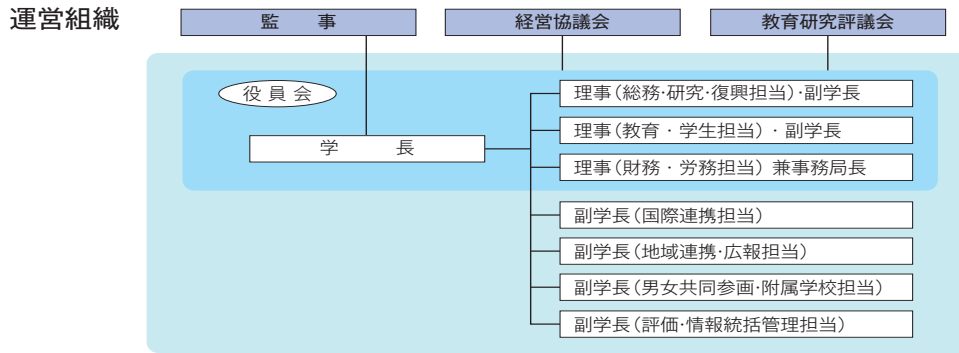 運営組織
監 事
経営協議会
教育研究評議会
役員会
学 長
理事(総務・研究・復興担当)・副学長
理事(教育・学生担当)・副学長
理事(財務・労務担当) 兼事務局長
副学長(国際連携担当)
副学長(地域連携・広報担当)
副学長(男女共同参画・附属学校担当)
副学長(評価・情報統括管理担当)